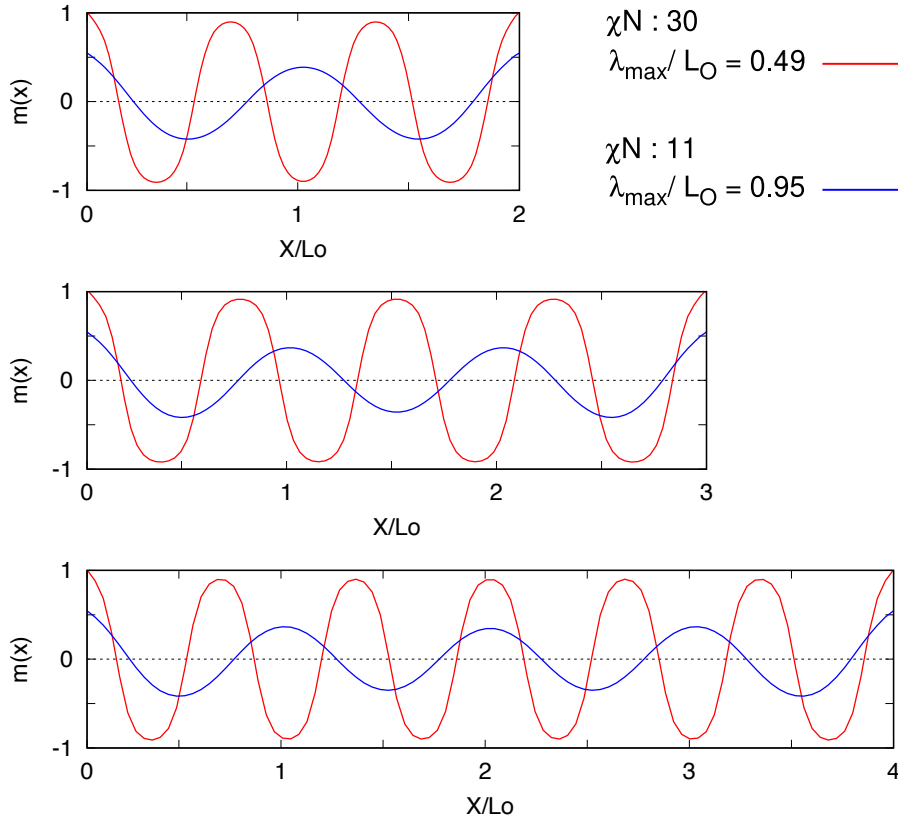 1
0
-1
m(x)
0
1
2
X/Lo
χN : 30
λmax/ LO = 0.49
χN : 11
λmax/ LO = 0.95
1
0
-1
m(x)
0
1
2
3
X/Lo
1
0
-1
m(x)
0
1
2
3
4
X/Lo